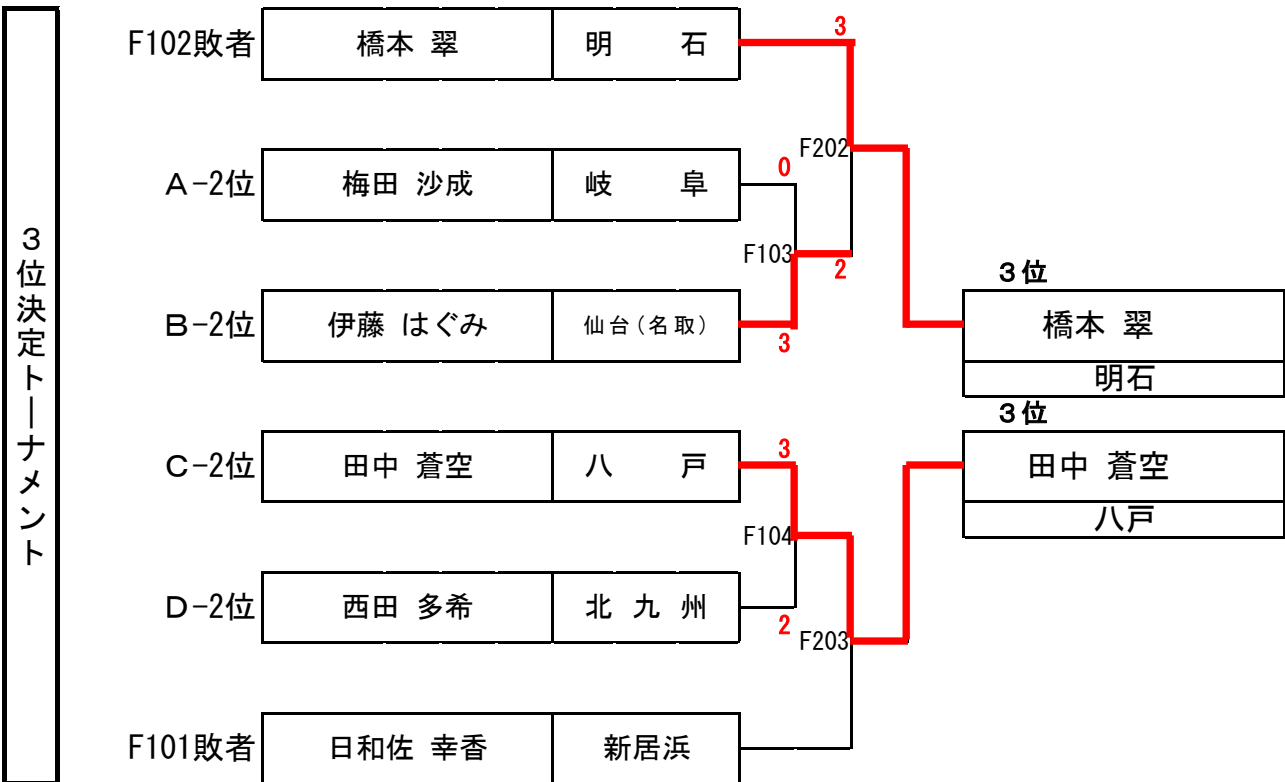 3位決定トーナメント
F102敗者 橋本 翠 明 石 3
F202
A-2位 梅田 沙成 岐 阜 0
F103 2
3位
B-2位 伊藤 はぐみ 仙台(名取) 3
橋本 翠
明石
3位
C-2位 田中 蒼空 八 戸 3
田中 蒼空
八戸
F104
D-2位 西田 多希 北 九 州 2
F203
F101敗者 日和佐 幸香 新居浜